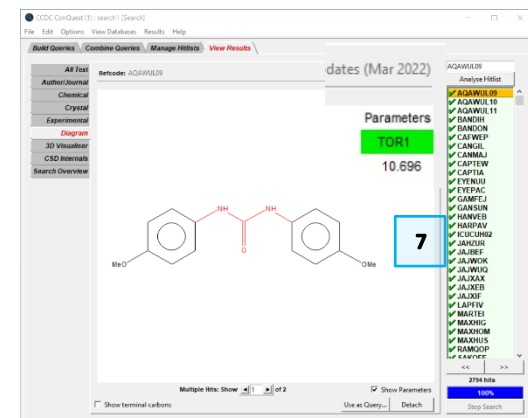 CCDC ConQuest (1) : search1 [Search]
File Edit Options View Databases Results Help
Build Queries Combine Queries Manage Hitlists View Results
All Text
Author/Journal
Chemical
Crystal
Experimental
Diagram
3D Visualiser
CSD Internals
Search Overview
Refcode: AQAWUL09
dates (Mar 2022)
Parameters
TOR1
10.696
NH NH
O
MeO OMe
7
Multiple Hits: Show 1 of 2
Show Parameters
Show terminal carbons
Use as Query... Detach
AQAWUL09
Analyse Hitlist
AQAWUL09
AQAWUL10
AQAWUL11
BANDIH
BANDON
CAFWEP
CANGIL
CANMAJ
CAPTEW
CAPTIA
EYENUU
EYEPAC
GAMFEJ
GANSUN
HANVEB
HARPAV
ICUCUH02
JAHZUR
JAJBEF
JAJWOK
JAJWUQ
JAJXAX
JAJXEB
JAJXIF
LAPFIV
MARTEI
MAXHIG
MAXHOM
MAXHUS
RAMQOP
<< >>
2794 hits
100%
Stop Search